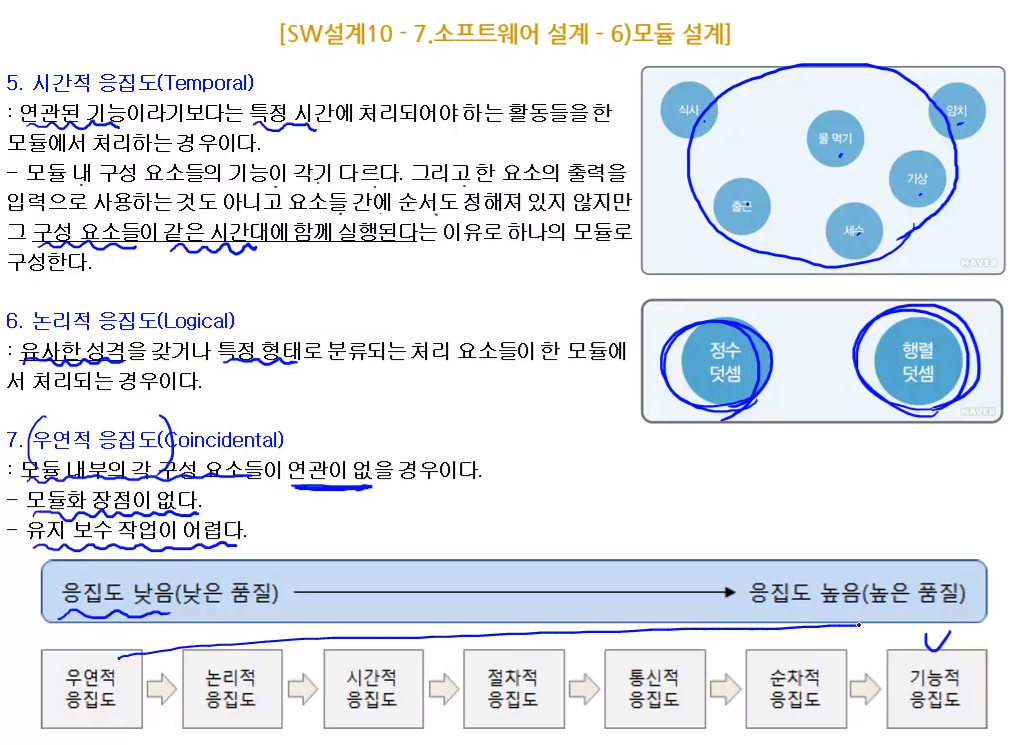 [SW설계10 - 7.소프트웨어 설계 - 6)모듈 설계]
5. 시간적 응집도(Temporal)
: 연관된 기능이라기보다는 특정 시간에 처리되어야 하는 활동들을 한
모듈에서 처리하는 경우이다.
- 모듈 내 구성 요소들의 기능이 각기 다르다. 그리고 한 요소의 출력을
입력으로 사용하는 것도 아니고 요소들 간에 순서도 정해져 있지 않지만
그 구성 요소들이 같은 시간대에 함께 실행된다는 이유로 하나의 모듈로
구성한다.
식사
물 먹기
양치
기상
출근
세수
NAVER
6. 논리적 응집도(Logical)
: 유사한 성격을 갖거나 특정 형태로 분류되는 처리 요소들이 한 모듈에
서 처리되는 경우이다.
정수
덧셈
행렬
덧셈
NAVER
7. 우연적 응집도(Coincidental)
: 모듈 내부의 각 구성 요소들이 연관이 없을 경우이다.
- 모듈화 장점이 없다.
- 유지 보수 작업이 어렵다.
응집도 낮음(낮은 품질)
응집도 높음(높은 품질)
우연적
응집도
논리적
응집도
시간적
응집도
절차적
응집도
통신적
응집도
순차적
응집도
기능적
응집도